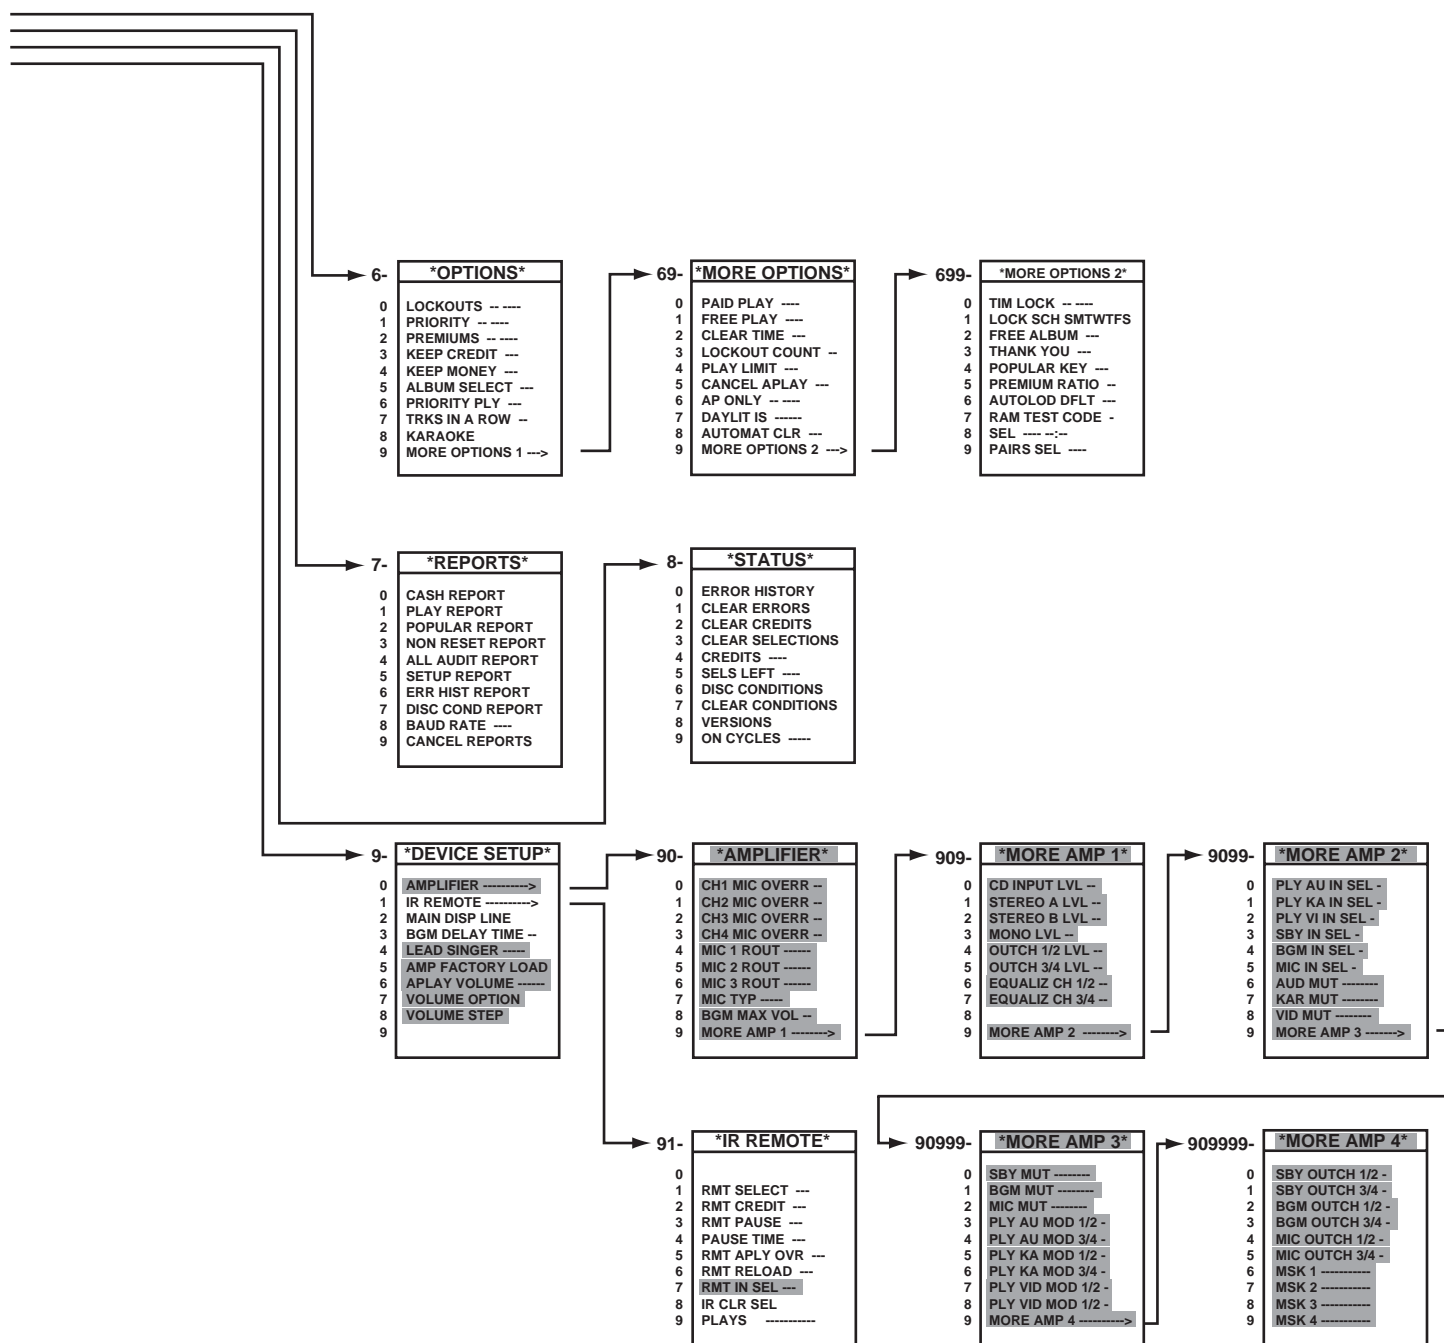 6- *OPTIONS*
0 LOCKOUTS -- ----
1 PRIORITY -- ----
2 PREMIUMS -- ----
3 KEEP CREDIT ---
4 KEEP MONEY ---
5 ALBUM SELECT ---
6 PRIORITY PLY ---
7 TRKS IN A ROW --
8 KARAOKE
9 MORE OPTIONS 1 --->
69- *MORE OPTIONS*
0 PAID PLAY ----
1 FREE PLAY ----
2 CLEAR TIME ---
3 LOCKOUT COUNT --
4 PLAY LIMIT ---
5 CANCEL APLAY ---
6 AP ONLY -- ----
7 DAYLIT IS ------
8 AUTOMAT CLR ---
9 MORE OPTIONS 2 --->
699- *MORE OPTIONS 2*
0 TIM LOCK -- ----
1 LOCK SCH SMTWTFS
2 FREE ALBUM ---
3 THANK YOU ---
4 POPULAR KEY ---
5 PREMIUM RATIO --
6 AUTOLOD DFLT ---
7 RAM TEST CODE -
8 SEL ---- --:--
9 PAIRS SEL ----
7- *REPORTS*
0 CASH REPORT
1 PLAY REPORT
2 POPULAR REPORT
3 NON RESET REPORT
4 ALL AUDIT REPORT
5 SETUP REPORT
6 ERR HIST REPORT
7 DISC COND REPORT
8 BAUD RATE ----
9 CANCEL REPORTS
8- *STATUS*
0 ERROR HISTORY
1 CLEAR ERRORS
2 CLEAR CREDITS
3 CLEAR SELECTIONS
4 CREDITS ----
5 SELS LEFT ----
6 DISC CONDITIONS
7 CLEAR CONDITIONS
8 VERSIONS
9 ON CYCLES -----
9- *DEVICE SETUP*
0 AMPLIFIER ---------->
1 IR REMOTE ---------->
2 MAIN DISP LINE
3 BGM DELAY TIME --
4 LEAD SINGER -----
5 AMP FACTORY LOAD
6 APLAY VOLUME ------
7 VOLUME OPTION
8 VOLUME STEP
9
90- *AMPLIFIER*
0 CH1 MIC OVERR --
1 CH2 MIC OVERR --
2 CH3 MIC OVERR --
3 CH4 MIC OVERR --
4 MIC 1 ROUT ------
5 MIC 2 ROUT ------
6 MIC 3 ROUT ------
7 MIC TYP -----
8 BGM MAX VOL --
9 MORE AMP 1 -------->
909- *MORE AMP 1*
0 CD INPUT LVL --
1 STEREO A LVL --
2 STEREO B LVL --
3 MONO LVL --
4 OUTCH 1/2 LVL --
5 OUTCH 3/4 LVL --
6 EQUALIZ CH 1/2 --
7 EQUALIZ CH 3/4 --
8
9 MORE AMP 2 -------->
9099- *MORE AMP 2*
0 PLY AU IN SEL -
1 PLY KA IN SEL -
2 PLY VI IN SEL -
3 SBY IN SEL -
4 BGM IN SEL -
5 MIC IN SEL -
6 AUD MUT --------
7 KAR MUT --------
8 VID MUT --------
9 MORE AMP 3 ------->
91- *IR REMOTE*
0
1 RMT SELECT ---
2 RMT CREDIT ---
3 RMT PAUSE ---
4 PAUSE TIME ---
5 RMT APLY OVR ---
6 RMT RELOAD ---
7 RMT IN SEL ---
8 IR CLR SEL
9 PLAYS -----------
90999- *MORE AMP 3*
0 SBY MUT --------
1 BGM MUT --------
2 MIC MUT --------
3 PLY AU MOD 1/2 -
4 PLY AU MOD 3/4 -
5 PLY KA MOD 1/2 -
6 PLY KA MOD 3/4 -
7 PLY VID MOD 1/2 -
8 PLY VID MOD 1/2 -
9 MORE AMP 4 ---------->
909999- *MORE AMP 4*
0 SBY OUTCH 1/2 -
1 SBY OUTCH 3/4 -
2 BGM OUTCH 1/2 -
3 BGM OUTCH 3/4 -
4 MIC OUTCH 1/2 -
5 MIC OUTCH 3/4 -
6 MSK 1 -----------
7 MSK 2 -----------
8 MSK 3 -----------
9 MSK 4 -----------